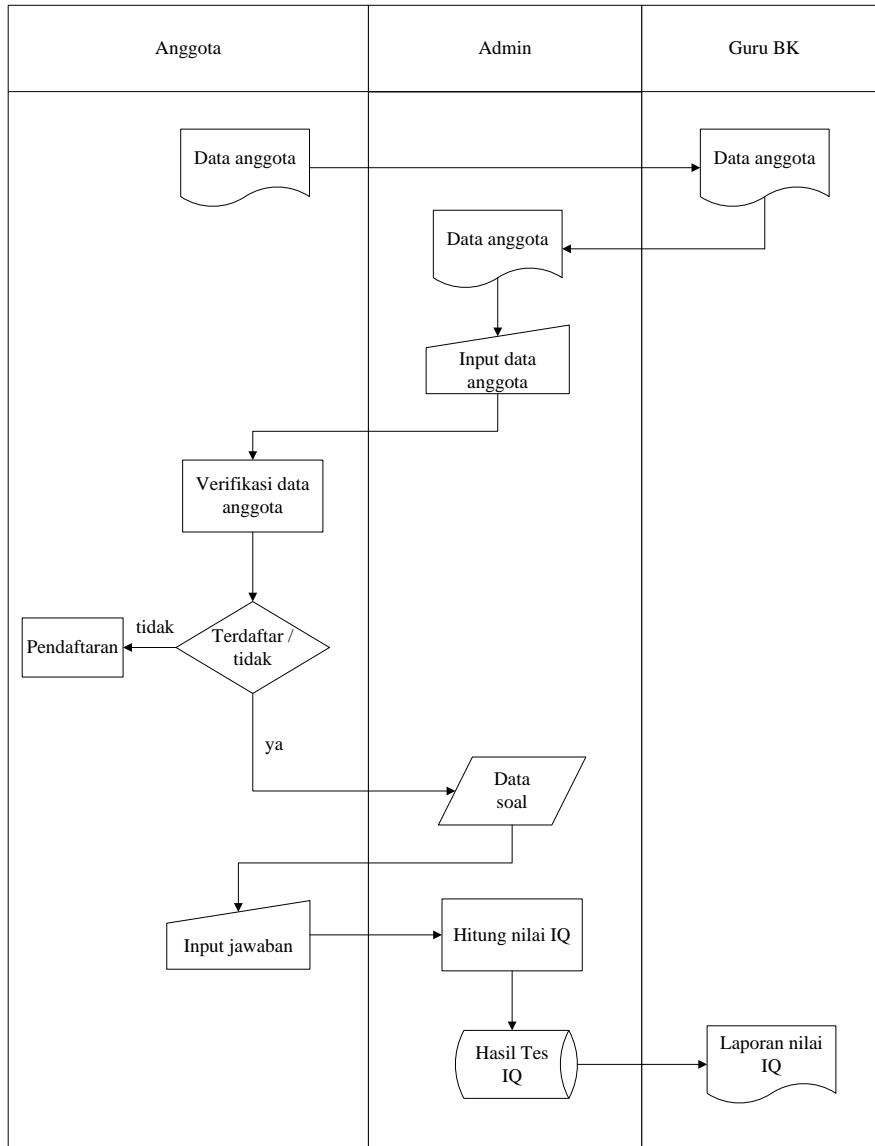 Anggota
Admin
Guru BK
Data anggota
Data anggota
Data anggota
Input data
anggota
Verifikasi data
anggota
Terdaftar /
tidak
tidak
Pendaftaran
ya
Data
soal
Input jawaban
Hitung nilai IQ
Hasil Tes
IQ
Laporan nilai
IQ